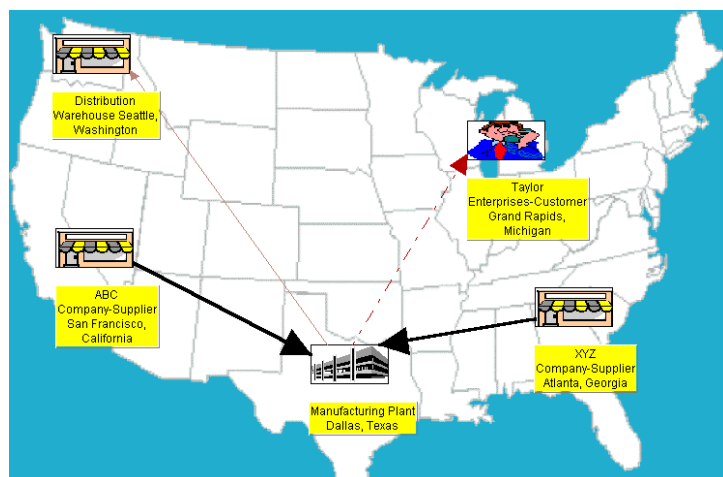 Distribution
Warehouse Seattle,
Washington
Taylor
Enterprises-Customer
Grand Rapids,
Michigan
ABC
Company-Supplier
San Francisco,
California
XYZ
Company-Supplier
Atlanta, Georgia
Manufacturing Plant
Dallas, Texas